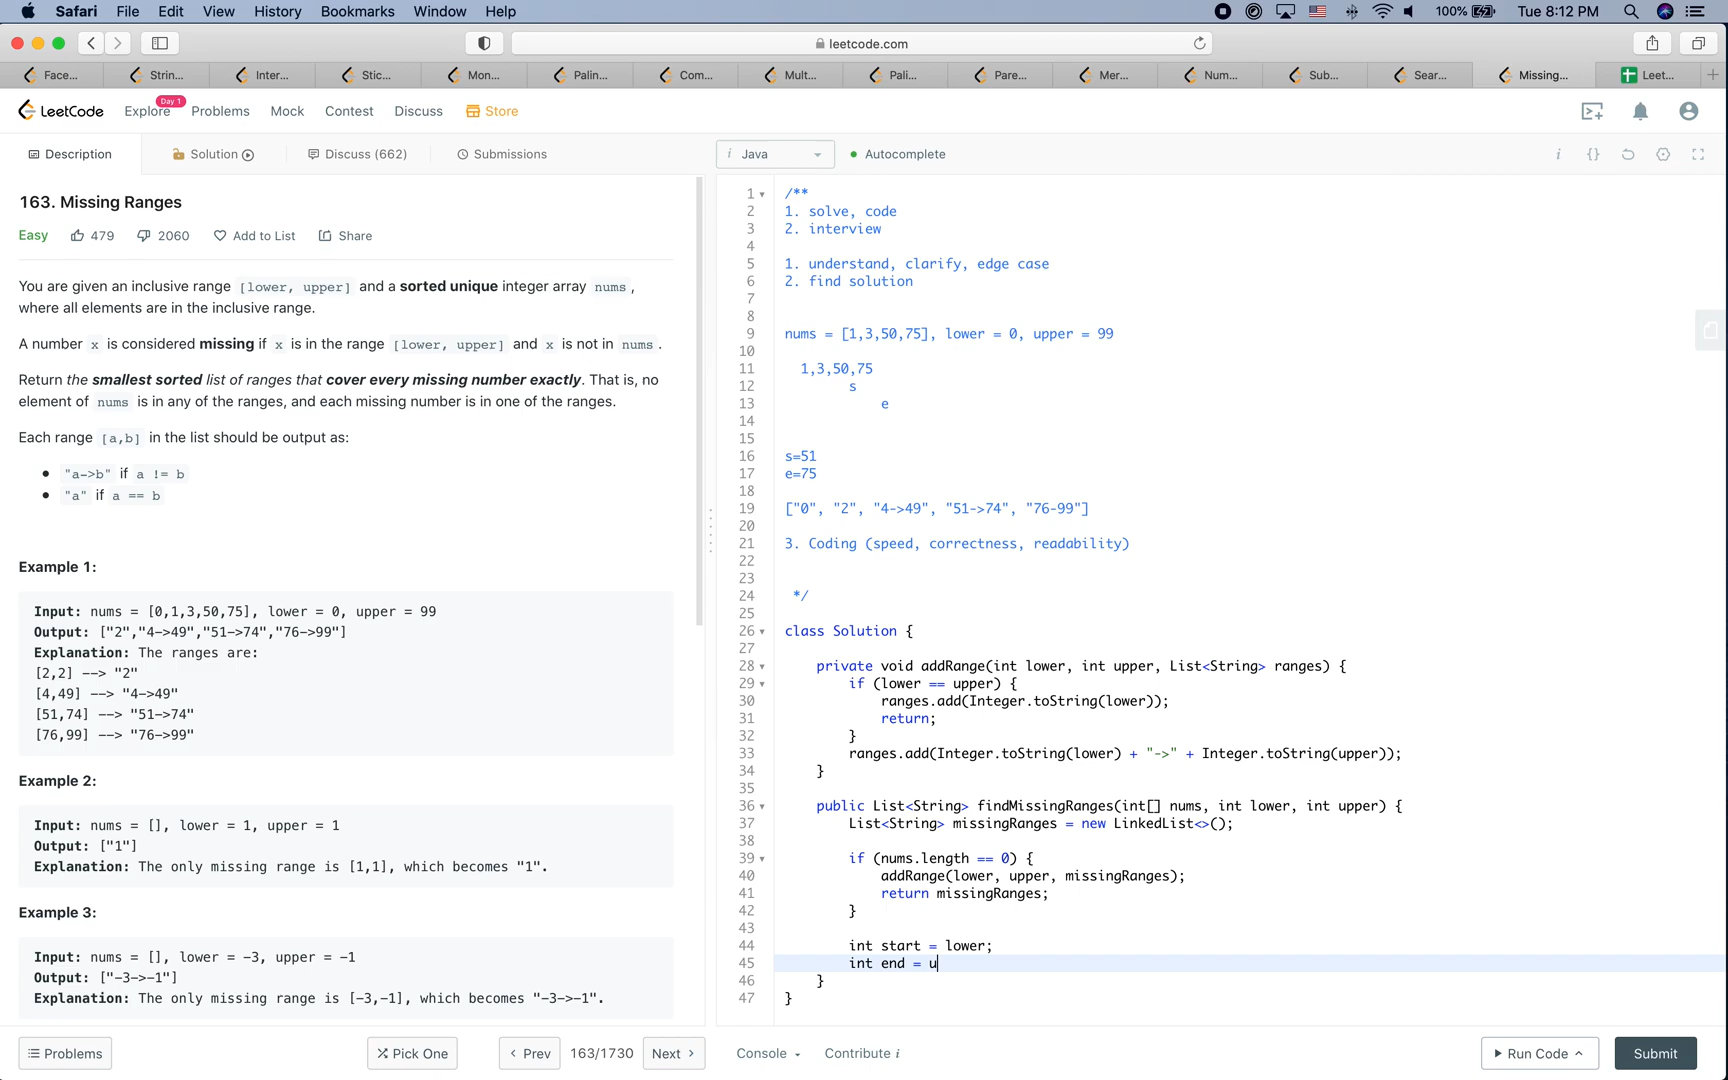 Safari File Edit View History Bookmarks Window Help 100% Tue 8:12 PM
leetcode.com
Face... Strin... Inter... Stic... Mon... Palin... Com... Mult... Pali... Pare... Mer... Num... Sub... Sear... Missing... Leet...
LeetCode Explore Day 1 Problems Mock Contest Discuss Store
Description Solution Discuss (662) Submissions
i Java Autocomplete i {}
163. Missing Ranges
Easy 479 2060 Add to List Share
You are given an inclusive range [lower, upper] and a sorted unique integer array nums ,
where all elements are in the inclusive range.
A number x is considered missing if x is in the range [lower, upper] and x is not in nums .
Return the smallest sorted list of ranges that cover every missing number exactly. That is, no
element of nums is in any of the ranges, and each missing number is in one of the ranges.
Each range [a,b] in the list should be output as:
• "a->b" if a != b
• "a" if a == b
Example 1:
Input: nums = [0,1,3,50,75], lower = 0, upper = 99
Output: ["2","4->49","51->74","76->99"]
Explanation: The ranges are:
[2,2] --> "2"
[4,49] --> "4->49"
[51,74] --> "51->74"
[76,99] --> "76->99"
Example 2:
Input: nums = [], lower = 1, upper = 1
Output: ["1"]
Explanation: The only missing range is [1,1], which becomes "1".
Example 3:
Input: nums = [], lower = -3, upper = -1
Output: ["-3->-1"]
Explanation: The only missing range is [-3,-1], which becomes "-3->-1".
1 /**
2 1. solve, code
3 2. interview
4
5 1. understand, clarify, edge case
6 2. find solution
7
8
9 nums = [1,3,50,75], lower = 0, upper = 99
10
11 1,3,50,75
12 s
13 e
14
15
16 s=51
17 e=75
18
19 ["0", "2", "4->49", "51->74", "76-99"]
20
21 3. Coding (speed, correctness, readability)
22
23
24 */
25
26 class Solution {
27
28 private void addRange(int lower, int upper, List<String> ranges) {
29 if (lower == upper) {
30 ranges.add(Integer.toString(lower));
31 return;
32 }
33 ranges.add(Integer.toString(lower) + "->" + Integer.toString(upper));
34 }
35
36 public List<String> findMissingRanges(int[] nums, int lower, int upper) {
37 List<String> missingRanges = new LinkedList<>();
38
39 if (nums.length == 0) {
40 addRange(lower, upper, missingRanges);
41 return missingRanges;
42 }
43
44 int start = lower;
45 int end = u
46 }
47 }
Problems Pick One < Prev 163/1730 Next > Console Contribute i Run Code Submit